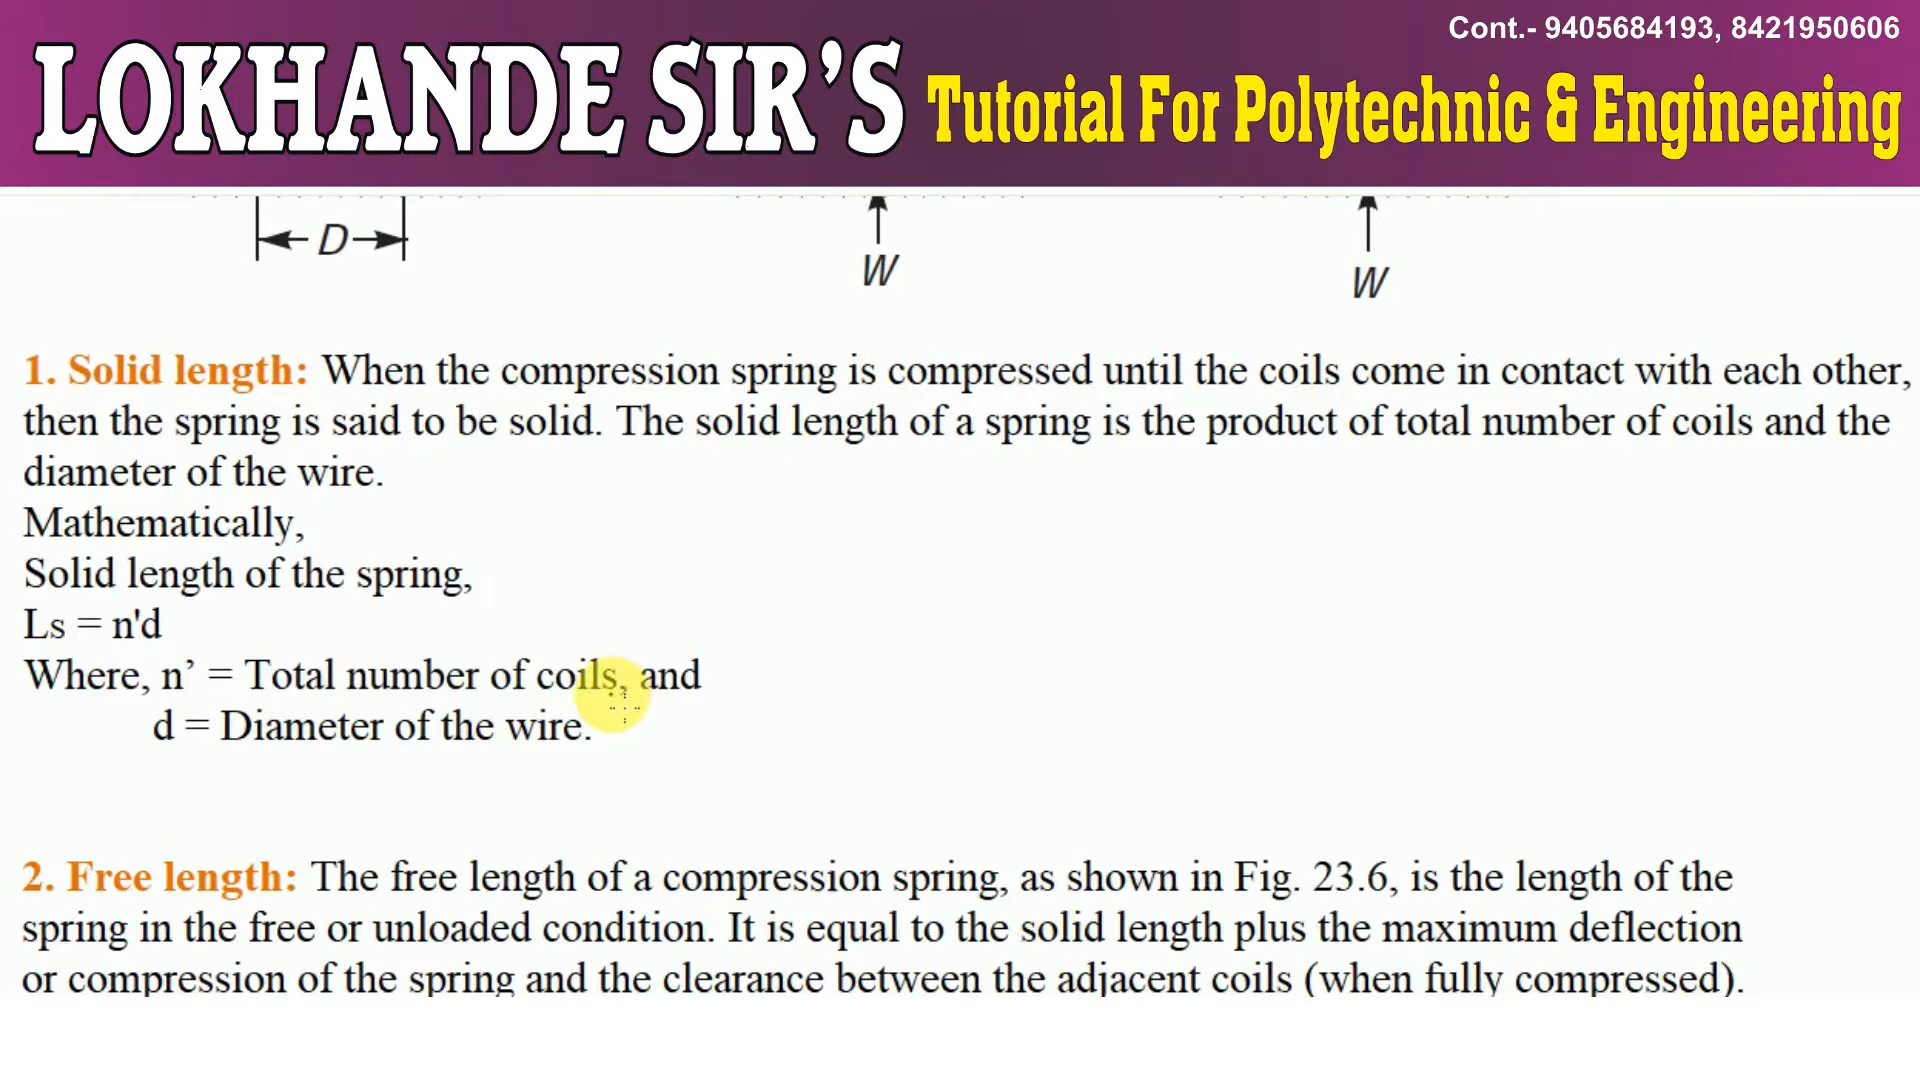 Cont.- 9405684193, 8421950606
LOKHANDE SIR’S Tutorial For Polytechnic & Engineering
D
W
W
1. Solid length: When the compression spring is compressed until the coils come in contact with each other,
then the spring is said to be solid. The solid length of a spring is the product of total number of coils and the
diameter of the wire.
Mathematically,
Solid length of the spring,
Ls = n'd
Where, n’ = Total number of coils, and
d = Diameter of the wire.
2. Free length: The free length of a compression spring, as shown in Fig. 23.6, is the length of the
spring in the free or unloaded condition. It is equal to the solid length plus the maximum deflection
or compression of the spring and the clearance between the adjacent coils (when fully compressed).